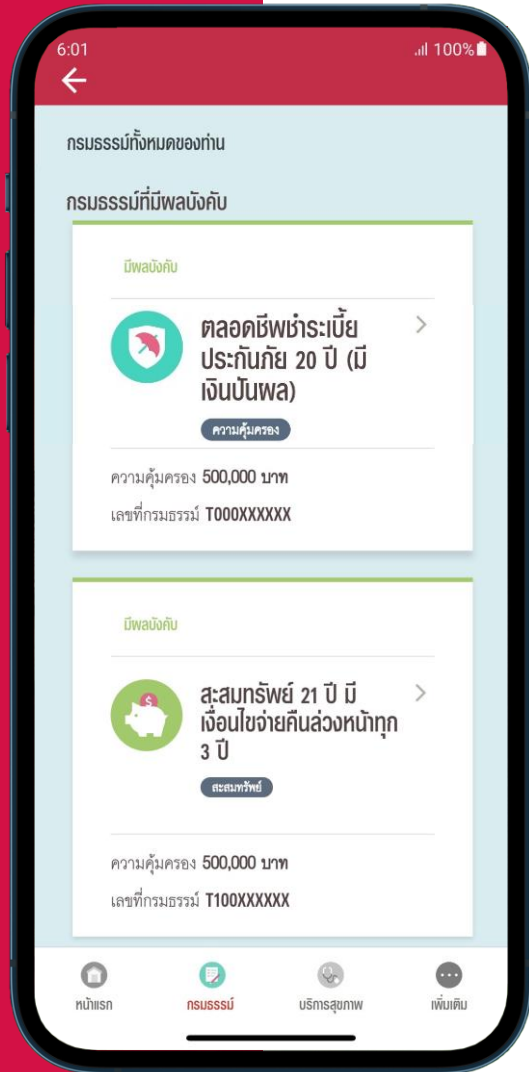 6:01
100%
กรมธรรม์ทั้งหมดของท่าน
กรมธรรม์ที่มีผลบังคับ
มีผลบังคับ
ตลอดชีพชำระเบี้ย
ประกันภัย 20 ปี (มี
เงินปันผล)
ความคุ้มครอง
ความคุ้มครอง 500,000 บาท
เลขที่กรมธรรม์ T000XXXXXX
มีผลบังคับ
สะสมทรัพย์ 21 ปี มี
เงื่อนไขจ่ายคืนล่วงหน้าทุก
3 ปี
สะสมทรัพย์
ความคุ้มครอง 500,000 บาท
เลขที่กรมธรรม์ T100XXXXXX
หน้าแรก
กรมธรรม์
บริการสุขภาพ
เพิ่มเติม